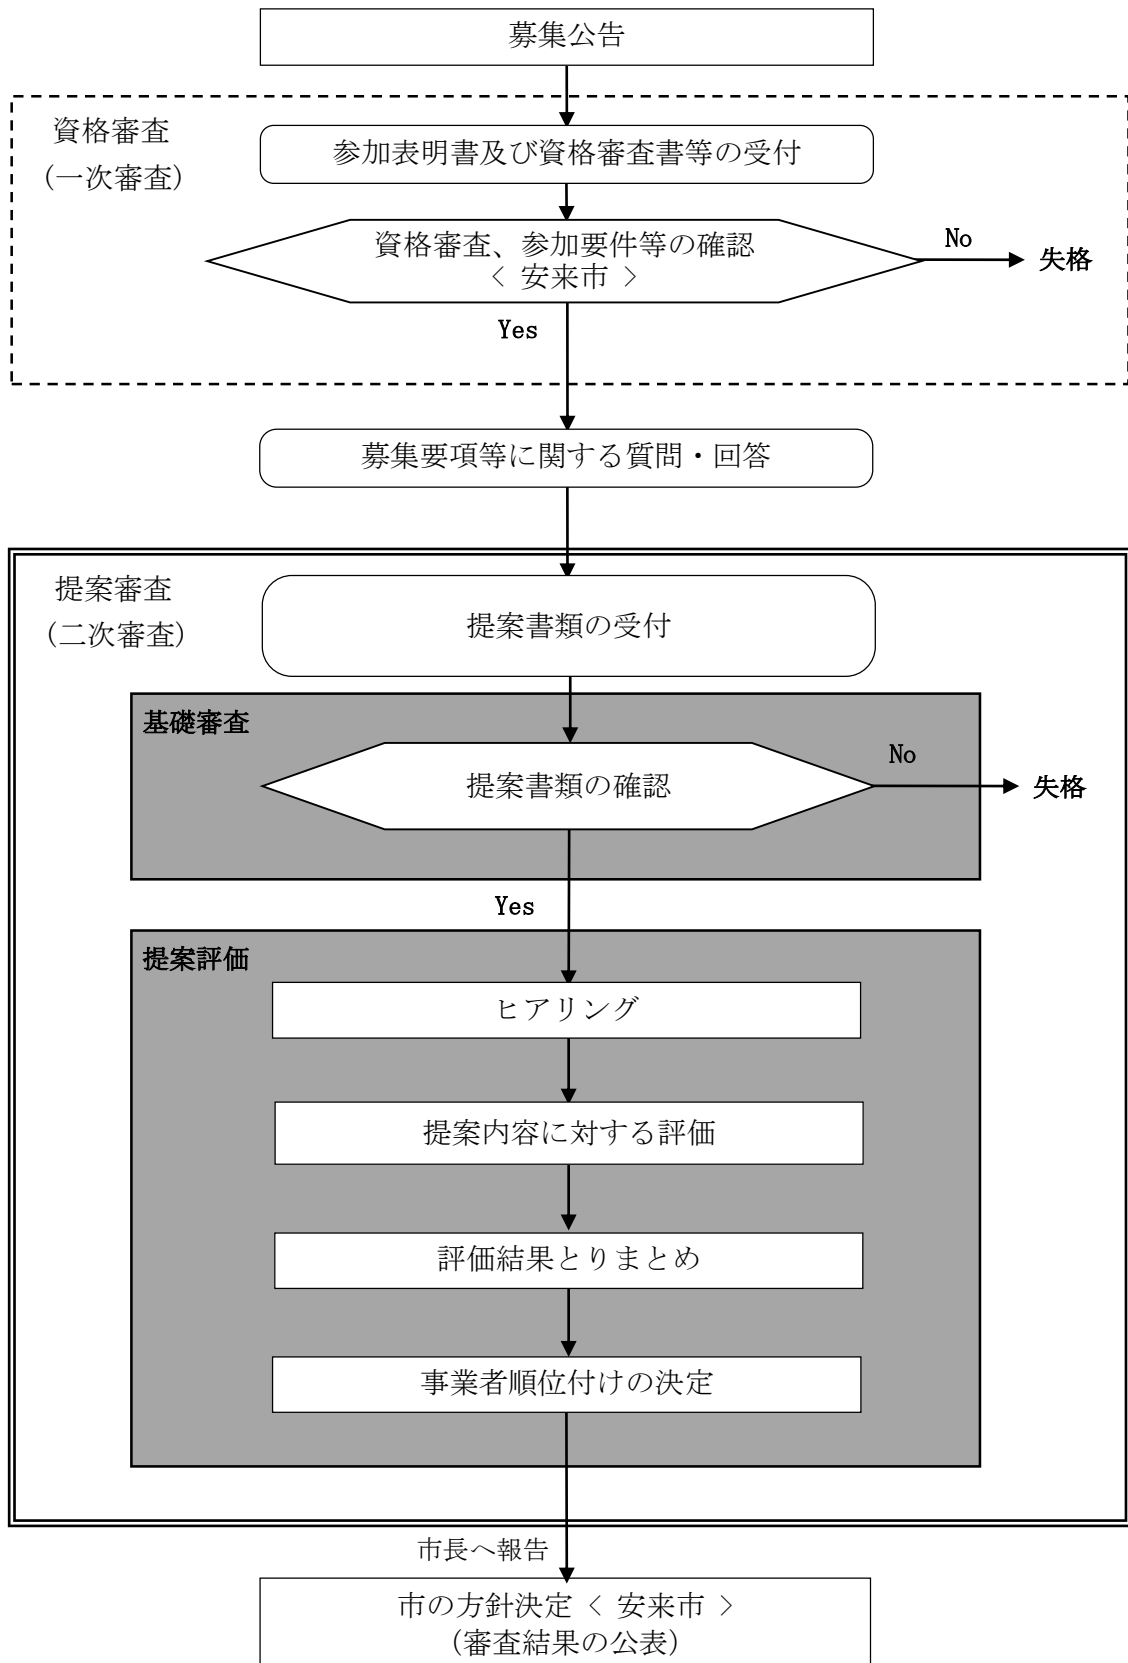 募集公告
資格審査
(一次審査)
参加表明書及び資格審査書等の受付
資格審査、参加要件等の確認
< 安来市 >
No
失格
Yes
募集要項等に関する質問・回答
提案審査
(二次審査)
提案書類の受付
基礎審査
提案書類の確認
No
失格
Yes
提案評価
ヒアリング
提案内容に対する評価
評価結果とりまとめ
事業者順位付けの決定
市長へ報告
市の方針決定 < 安来市 >
(審査結果の公表)